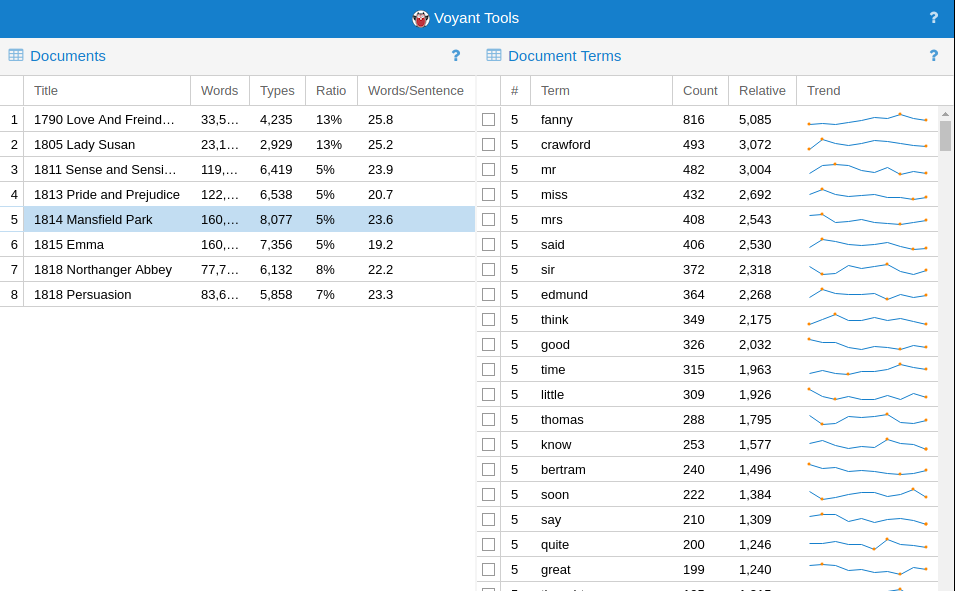 Voyant Tools ?
Documents ?
Title Words Types Ratio Words/Sentence
1 1790 Love And Freind… 33,5… 4,235 13% 25.8
2 1805 Lady Susan 23,1… 2,929 13% 25.2
3 1811 Sense and Sensi… 119,… 6,419 5% 23.9
4 1813 Pride and Prejudice 122,… 6,538 5% 20.7
5 1814 Mansfield Park 160,… 8,077 5% 23.6
6 1815 Emma 160,… 7,356 5% 19.2
7 1818 Northanger Abbey 77,7… 6,132 8% 22.2
8 1818 Persuasion 83,6… 5,858 7% 23.3
Document Terms ?
# Term Count Relative Trend
5 fanny 816 5,085
5 crawford 493 3,072
5 mr 482 3,004
5 miss 432 2,692
5 mrs 408 2,543
5 said 406 2,530
5 sir 372 2,318
5 edmund 364 2,268
5 think 349 2,175
5 good 326 2,032
5 time 315 1,963
5 little 309 1,926
5 thomas 288 1,795
5 know 253 1,577
5 bertram 240 1,496
5 soon 222 1,384
5 say 210 1,309
5 quite 200 1,246
5 great 199 1,240